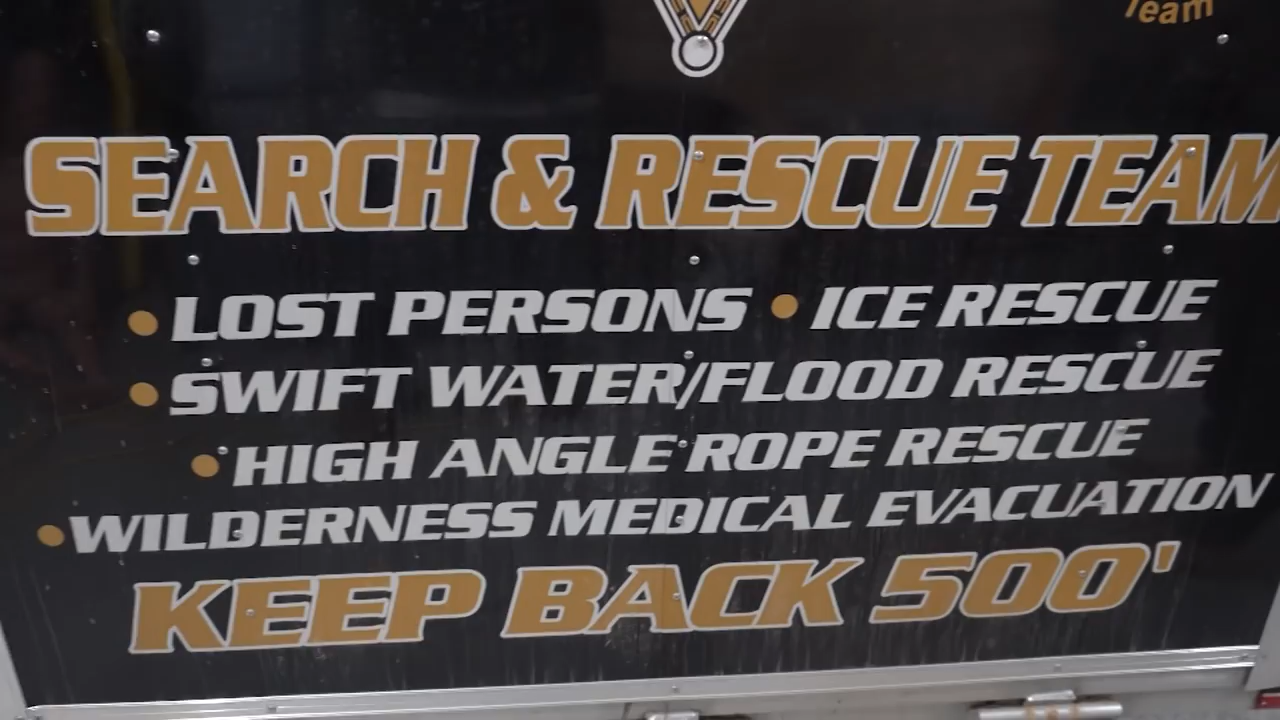 Team
SEARCH & RESCUE TEAM
• LOST PERSONS • ICE RESCUE
• SWIFT WATER/FLOOD RESCUE
• HIGH ANGLE ROPE RESCUE
• WILDERNESS MEDICAL EVACUATION
KEEP BACK 500'